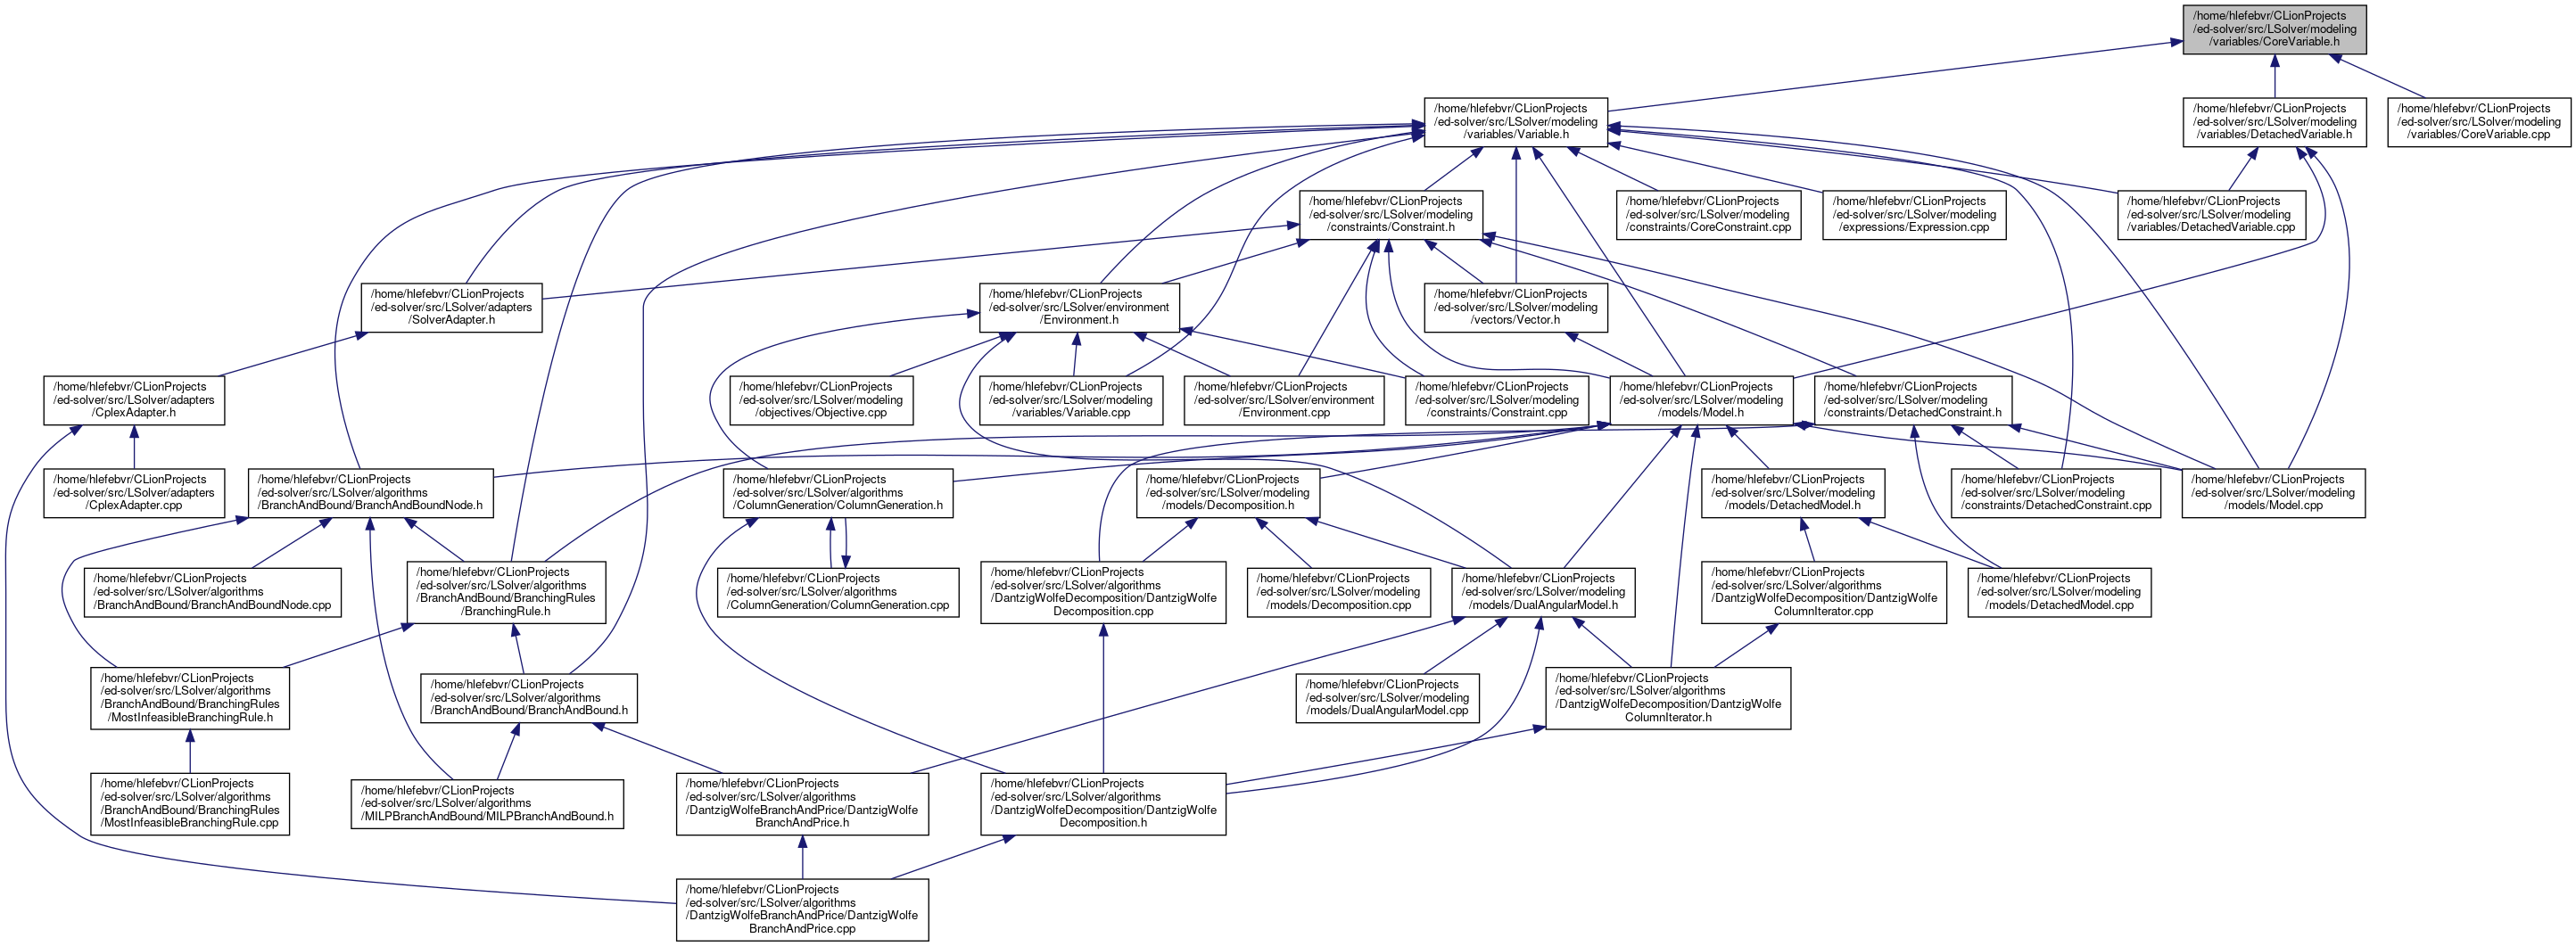 /home/hlefebvr/CLionProjects
/ed-solver/src/LSolver/modeling
/variables/CoreVariable.h
/home/hlefebvr/CLionProjects
/ed-solver/src/LSolver/modeling
/variables/Variable.h
/home/hlefebvr/CLionProjects
/ed-solver/src/LSolver/modeling
/variables/DetachedVariable.h
/home/hlefebvr/CLionProjects
/ed-solver/src/LSolver/modeling
/variables/CoreVariable.cpp
/home/hlefebvr/CLionProjects
/ed-solver/src/LSolver/modeling
/constraints/Constraint.h
/home/hlefebvr/CLionProjects
/ed-solver/src/LSolver/modeling
/constraints/CoreConstraint.cpp
/home/hlefebvr/CLionProjects
/ed-solver/src/LSolver/modeling
/expressions/Expression.cpp
/home/hlefebvr/CLionProjects
/ed-solver/src/LSolver/modeling
/variables/DetachedVariable.cpp
/home/hlefebvr/CLionProjects
/ed-solver/src/LSolver/adapters
/SolverAdapter.h
/home/hlefebvr/CLionProjects
/ed-solver/src/LSolver/environment
/Environment.h
/home/hlefebvr/CLionProjects
/ed-solver/src/LSolver/modeling
/vectors/Vector.h
/home/hlefebvr/CLionProjects
/ed-solver/src/LSolver/adapters
/CplexAdapter.h
/home/hlefebvr/CLionProjects
/ed-solver/src/LSolver/modeling
/objectives/Objective.cpp
/home/hlefebvr/CLionProjects
/ed-solver/src/LSolver/modeling
/variables/Variable.cpp
/home/hlefebvr/CLionProjects
/ed-solver/src/LSolver/environment
/Environment.cpp
/home/hlefebvr/CLionProjects
/ed-solver/src/LSolver/modeling
/constraints/Constraint.cpp
/home/hlefebvr/CLionProjects
/ed-solver/src/LSolver/modeling
/models/Model.h
/home/hlefebvr/CLionProjects
/ed-solver/src/LSolver/modeling
/constraints/DetachedConstraint.h
/home/hlefebvr/CLionProjects
/ed-solver/src/LSolver/adapters
/CplexAdapter.cpp
/home/hlefebvr/CLionProjects
/ed-solver/src/LSolver/algorithms
/BranchAndBound/BranchAndBoundNode.h
/home/hlefebvr/CLionProjects
/ed-solver/src/LSolver/algorithms
/ColumnGeneration/ColumnGeneration.h
/home/hlefebvr/CLionProjects
/ed-solver/src/LSolver/modeling
/models/Decomposition.h
/home/hlefebvr/CLionProjects
/ed-solver/src/LSolver/modeling
/models/DetachedModel.h
/home/hlefebvr/CLionProjects
/ed-solver/src/LSolver/modeling
/constraints/DetachedConstraint.cpp
/home/hlefebvr/CLionProjects
/ed-solver/src/LSolver/modeling
/models/Model.cpp
/home/hlefebvr/CLionProjects
/ed-solver/src/LSolver/algorithms
/BranchAndBound/BranchAndBoundNode.cpp
/home/hlefebvr/CLionProjects
/ed-solver/src/LSolver/algorithms
/BranchAndBound/BranchingRules
/BranchingRule.h
/home/hlefebvr/CLionProjects
/ed-solver/src/LSolver/algorithms
/ColumnGeneration/ColumnGeneration.cpp
/home/hlefebvr/CLionProjects
/ed-solver/src/LSolver/algorithms
/DantzigWolfeDecomposition/DantzigWolfe
Decomposition.cpp
/home/hlefebvr/CLionProjects
/ed-solver/src/LSolver/modeling
/models/Decomposition.cpp
/home/hlefebvr/CLionProjects
/ed-solver/src/LSolver/modeling
/models/DualAngularModel.h
/home/hlefebvr/CLionProjects
/ed-solver/src/LSolver/algorithms
/DantzigWolfeDecomposition/DantzigWolfe
ColumnIterator.cpp
/home/hlefebvr/CLionProjects
/ed-solver/src/LSolver/modeling
/models/DetachedModel.cpp
/home/hlefebvr/CLionProjects
/ed-solver/src/LSolver/algorithms
/BranchAndBound/BranchingRules
/MostInfeasibleBranchingRule.h
/home/hlefebvr/CLionProjects
/ed-solver/src/LSolver/algorithms
/BranchAndBound/BranchAndBound.h
/home/hlefebvr/CLionProjects
/ed-solver/src/LSolver/modeling
/models/DualAngularModel.cpp
/home/hlefebvr/CLionProjects
/ed-solver/src/LSolver/algorithms
/DantzigWolfeDecomposition/DantzigWolfe
ColumnIterator.h
/home/hlefebvr/CLionProjects
/ed-solver/src/LSolver/algorithms
/BranchAndBound/BranchingRules
/MostInfeasibleBranchingRule.cpp
/home/hlefebvr/CLionProjects
/ed-solver/src/LSolver/algorithms
/MILPBranchAndBound/MILPBranchAndBound.h
/home/hlefebvr/CLionProjects
/ed-solver/src/LSolver/algorithms
/DantzigWolfeBranchAndPrice/DantzigWolfe
BranchAndPrice.h
/home/hlefebvr/CLionProjects
/ed-solver/src/LSolver/algorithms
/DantzigWolfeDecomposition/DantzigWolfe
Decomposition.h
/home/hlefebvr/CLionProjects
/ed-solver/src/LSolver/algorithms
/DantzigWolfeBranchAndPrice/DantzigWolfe
BranchAndPrice.cpp